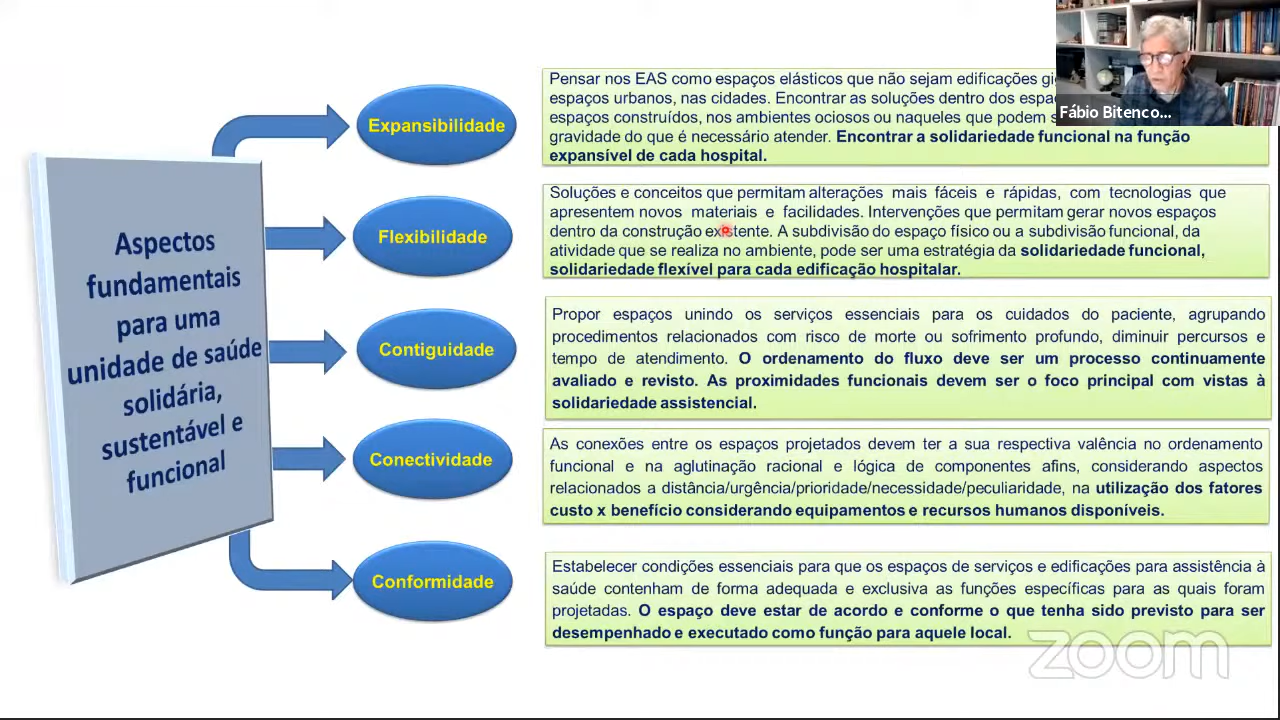 Aspectos
fundamentais
para uma
unidade de saúde
solidária,
sustentável e
funcional
Expansibilidade
Pensar nos EAS como espaços elásticos que não sejam edificações
espaços urbanos, nas cidades. Encontrar as soluções dentro dos
espaços construídos, nos ambientes ociosos ou naqueles que podem
gravidade do que é necessário atender. Encontrar a solidariedade funcional na função
expansível de cada hospital.
Fábio Bitenco...
Flexibilidade
Soluções e conceitos que permitam alterações mais fáceis e rápidas, com tecnologias que
apresentem novos materiais e facilidades. Intervenções que permitam gerar novos espaços
dentro da construção existente. A subdivisão do espaço físico ou a subdivisão funcional, da
atividade que se realiza no ambiente, pode ser uma estratégia da solidariedade funcional,
solidariedade flexível para cada edificação hospitalar.
Contiguidade
Propor espaços unindo os serviços essenciais para os cuidados do paciente, agrupando
procedimentos relacionados com risco de morte ou sofrimento profundo, diminuir percursos e
tempo de atendimento. O ordenamento do fluxo deve ser um processo continuamente
avaliado e revisto. As proximidades funcionais devem ser o foco principal com vistas à
solidariedade assistencial.
Conectividade
As conexões entre os espaços projetados devem ter a sua respectiva valência no ordenamento
funcional e na aglutinação racional e lógica de componentes afins, considerando aspectos
relacionados a distância/urgência/prioridade/necessidade/peculiaridade, na utilização dos fatores
custo x benefício considerando equipamentos e recursos humanos disponíveis.
Conformidade
Estabelecer condições essenciais para que os espaços de serviços e edificações para assistência à
saúde contenham de forma adequada e exclusiva as funções específicas para as quais foram
projetadas. O espaço deve estar de acordo e conforme o que tenha sido previsto para ser
desempenhado e executado como função para aquele local.
zoom